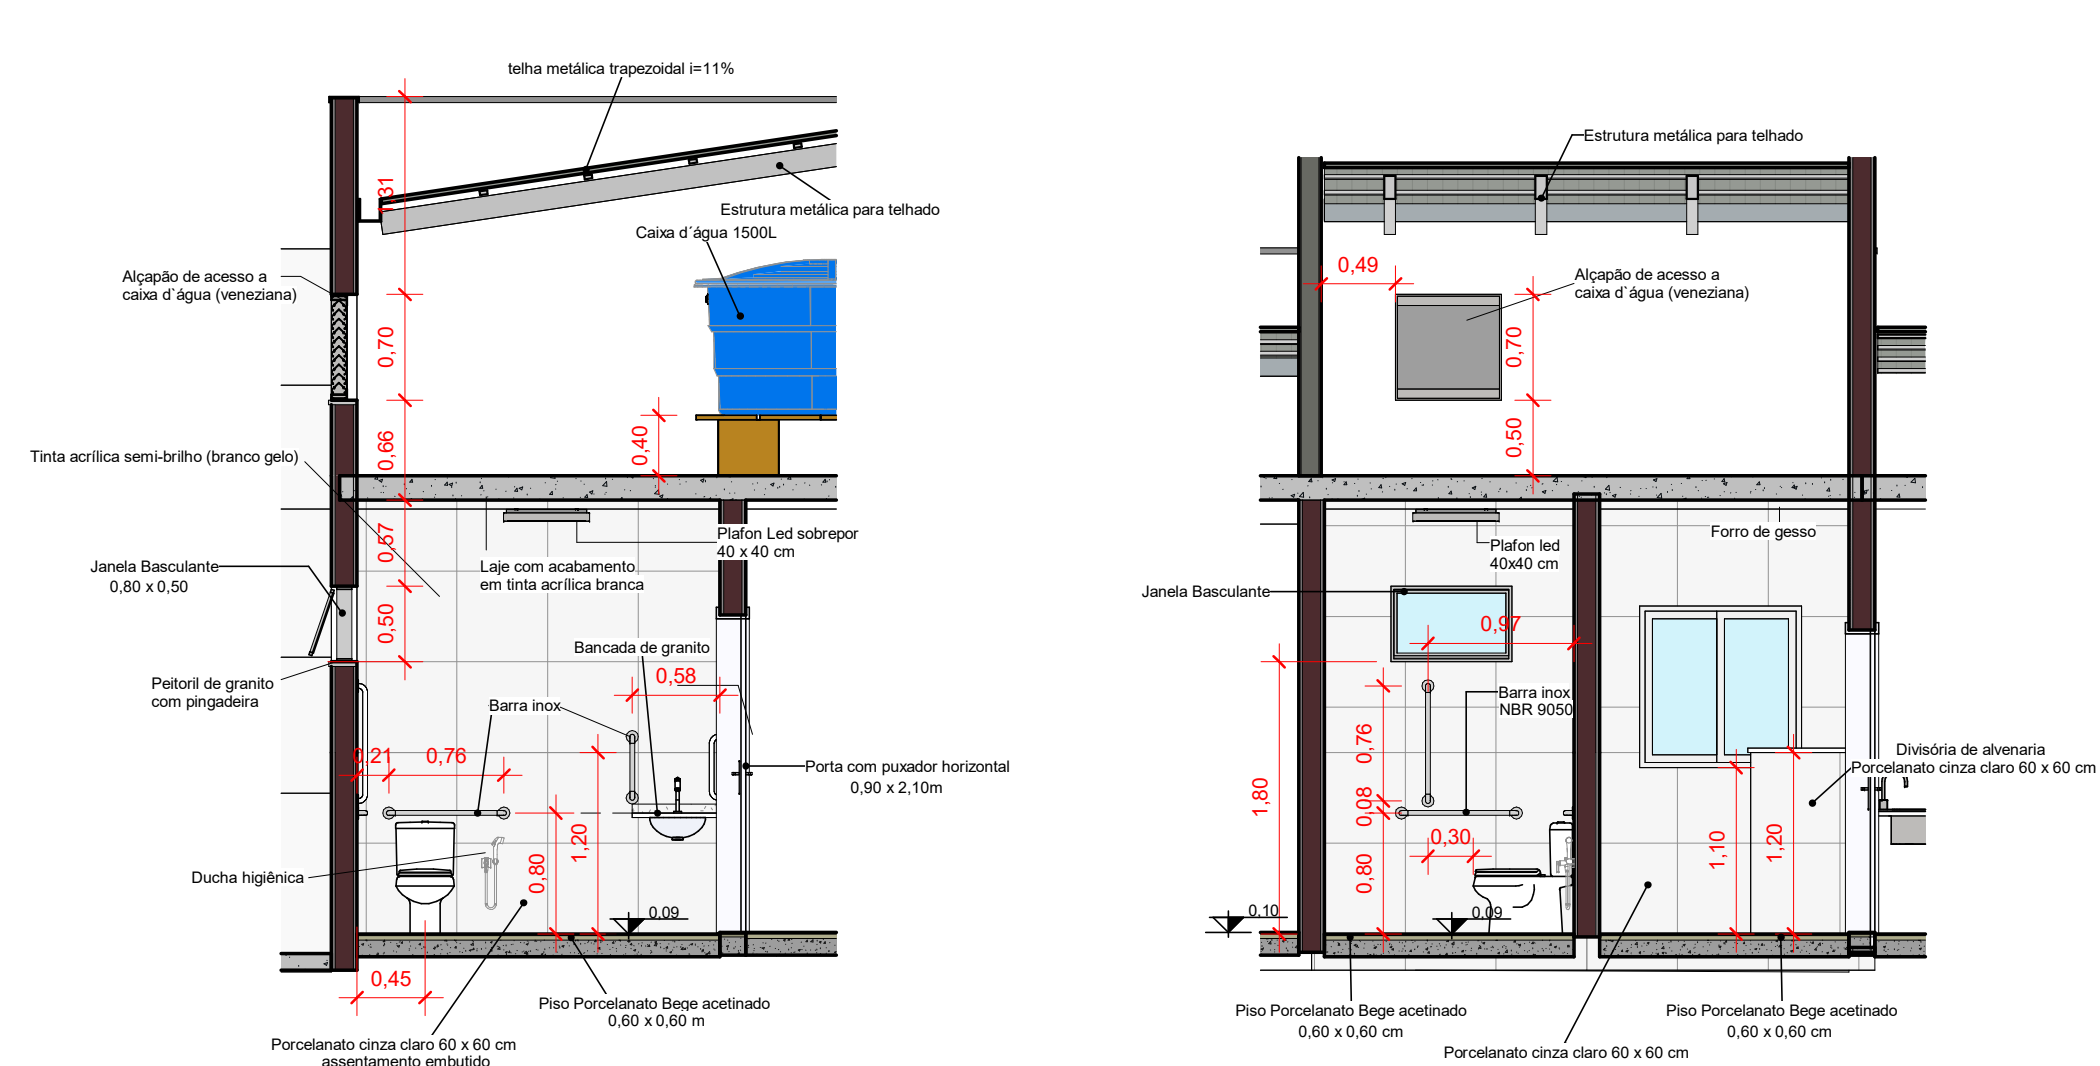 telha metálica trapezoidal i=11%
,31
Estrutura metálica para telhado
Caixa d´água 1500L
Alçapão de acesso a
caixa d`água (veneziana)
0,70
0,66
0,40
Tinta acrílica semi-brilho (branco gelo)
0,57
Plafon Led sobrepor
40 x 40 cm
Laje com acabamento
em tinta acrílica branca
Janela Basculante
0,80 x 0,50
0,50
Bancada de granito
0,58
Peitoril de granito
com pingadeira
Barra inox
0,21
0,76
Porta com puxador horizontal
0,90 x 2,10m
1,20
0,80
Ducha higiênica
0,09
0,45
Piso Porcelanato Bege acetinado
0,60 x 0,60 m
Porcelanato cinza claro 60 x 60 cm
assentamento embutido
Estrutura metálica para telhado
0,49
Alçapão de acesso a
caixa d`água (veneziana)
0,70
0,50
Forro de gesso
Plafon led
40x40 cm
Janela Basculante
0,97
Barra inox
NBR 9050
0,76
1,80
0,08
0,30
0,80
1,10
1,20
Divisória de alvenaria
Porcelanato cinza claro 60 x 60 cm
0,10
0,09
Piso Porcelanato Bege acetinado
0,60 x 0,60 cm
Piso Porcelanato Bege acetinado
0,60 x 0,60 cm
Porcelanato cinza claro 60 x 60 cm